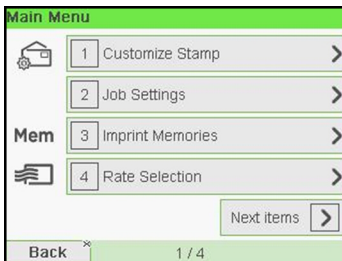 Main Menu
1 Customize Stamp
2 Job Settings
Mem 3 Imprint Memories
4 Rate Selection
Next items
Back 1 / 4